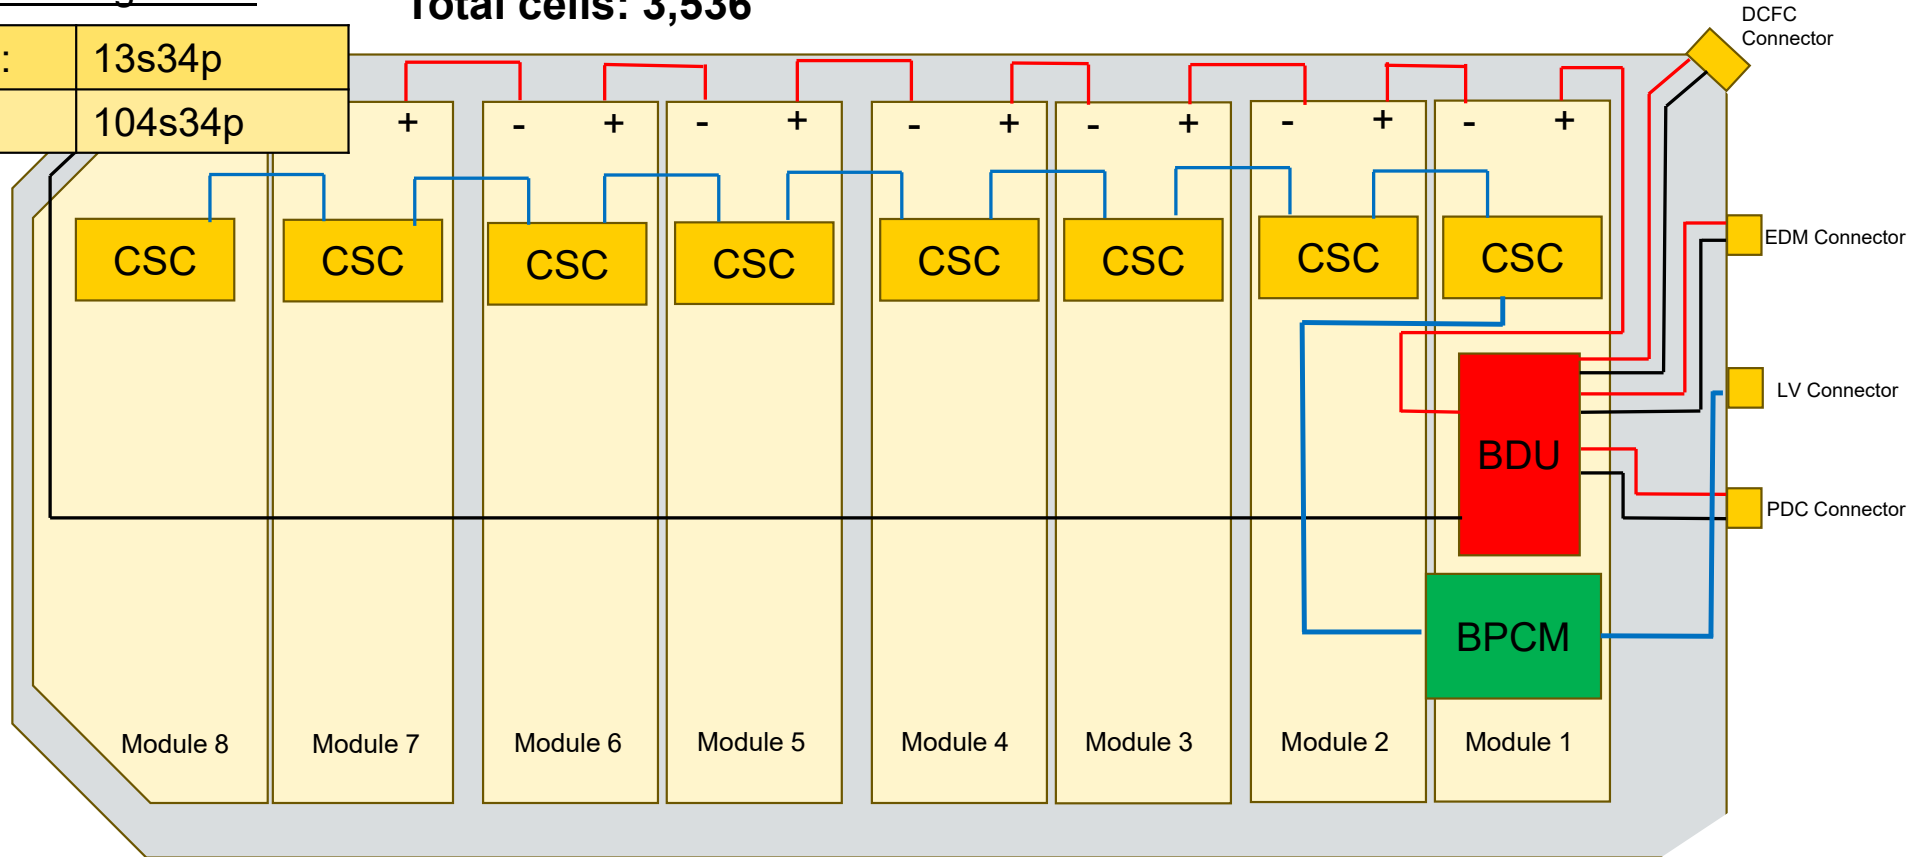 Total cells: 3,536
: 13s34p
104s34p
DCFC
Connector
+ - + - + - + - + - + - +
CSC CSC CSC CSC CSC CSC CSC CSC
EDM Connector
LV Connector
BDU
PDC Connector
BPCM
Module 8 Module 7 Module 6 Module 5 Module 4 Module 3 Module 2 Module 1